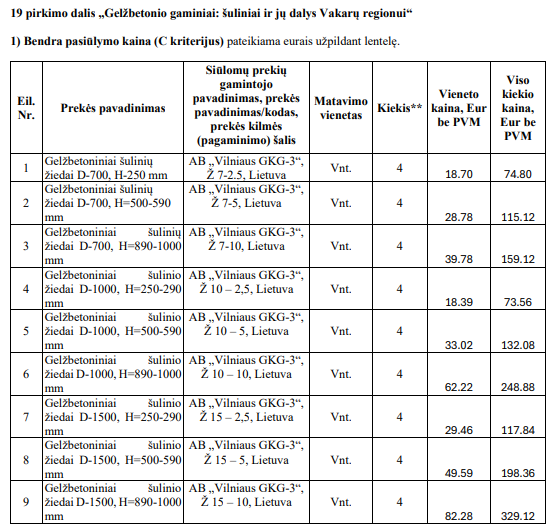 19 pirkimo dalis „Gelžbetonio gaminiai: šuliniai ir jų dalys Vakarų regionui“
1) Bendra pasiūlymo kaina (C kriterijus) pateikiama eurais užpildant lentelę.
Eil. Nr. | Prekės pavadinimas | Siūlomų prekių gamintojo pavadinimas, prekės pavadinimas/kodas, prekės kilmės (pagaminimo) šalis | Matavimo vienetas | Kiekis** | Vieneto kaina, Eur be PVM | Viso kiekio kaina, Eur be PVM
1 | Gelžbetoniniai šulinių žiedai D-700, H-250 mm | AB „Vilniaus GKG-3“, Ž 7-2.5, Lietuva | Vnt. | 4 | 18.70 | 74.80
2 | Gelžbetoniniai šulinių žiedai D-700, H=500-590 mm | AB „Vilniaus GKG-3“, Ž 7-5, Lietuva | Vnt. | 4 | 28.78 | 115.12
3 | Gelžbetoniniai šulinių žiedai D-700, H=890-1000 mm | AB „Vilniaus GKG-3“, Ž 7-10, Lietuva | Vnt. | 4 | 39.78 | 159.12
4 | Gelžbetoniniai šulinio žiedai D-1000, H=250-290 mm | AB „Vilniaus GKG-3“, Ž 10 – 2,5, Lietuva | Vnt. | 4 | 18.39 | 73.56
5 | Gelžbetoniniai šulinio žiedai D-1000, H=500-590 mm | AB „Vilniaus GKG-3“, Ž 10 – 5, Lietuva | Vnt. | 4 | 33.02 | 132.08
6 | Gelžbetoniniai šulinio žiedai D-1000, H=890-1000 mm | AB „Vilniaus GKG-3“, Ž 10 – 10, Lietuva | Vnt. | 4 | 62.22 | 248.88
7 | Gelžbetoniniai šulinio žiedai D-1500, H=250-290 mm | AB „Vilniaus GKG-3“, Ž 15 – 2,5, Lietuva | Vnt. | 4 | 29.46 | 117.84
8 | Gelžbetoniniai šulinio žiedai D-1500, H=500-590 mm | AB „Vilniaus GKG-3“, Ž 15 – 5, Lietuva | Vnt. | 4 | 49.59 | 198.36
9 | Gelžbetoniniai šulinio žiedai D-1500, H=890-1000 mm | AB „Vilniaus GKG-3“, Ž 15 – 10, Lietuva | Vnt. | 4 | 82.28 | 329.12